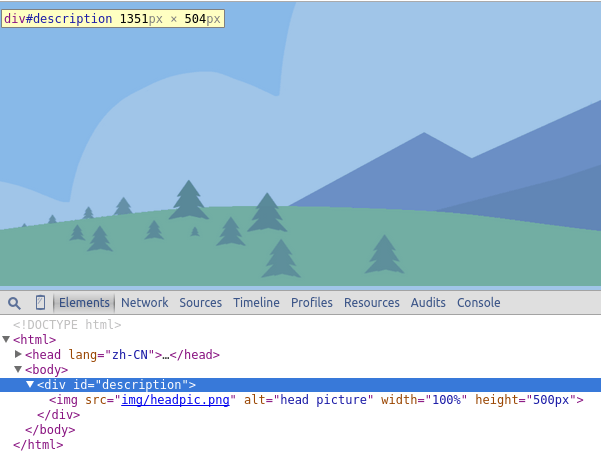 div#description 1351px × 504px
Elements Network Sources Timeline Profiles Resources Audits Console
<!DOCTYPE html>
<html>
<head lang="zh-CN">…</head>
<body>
<div id="description">
<img src="img/headpic.png" alt="head picture" width="100%" height="500px">
</div>
</body>
</html>